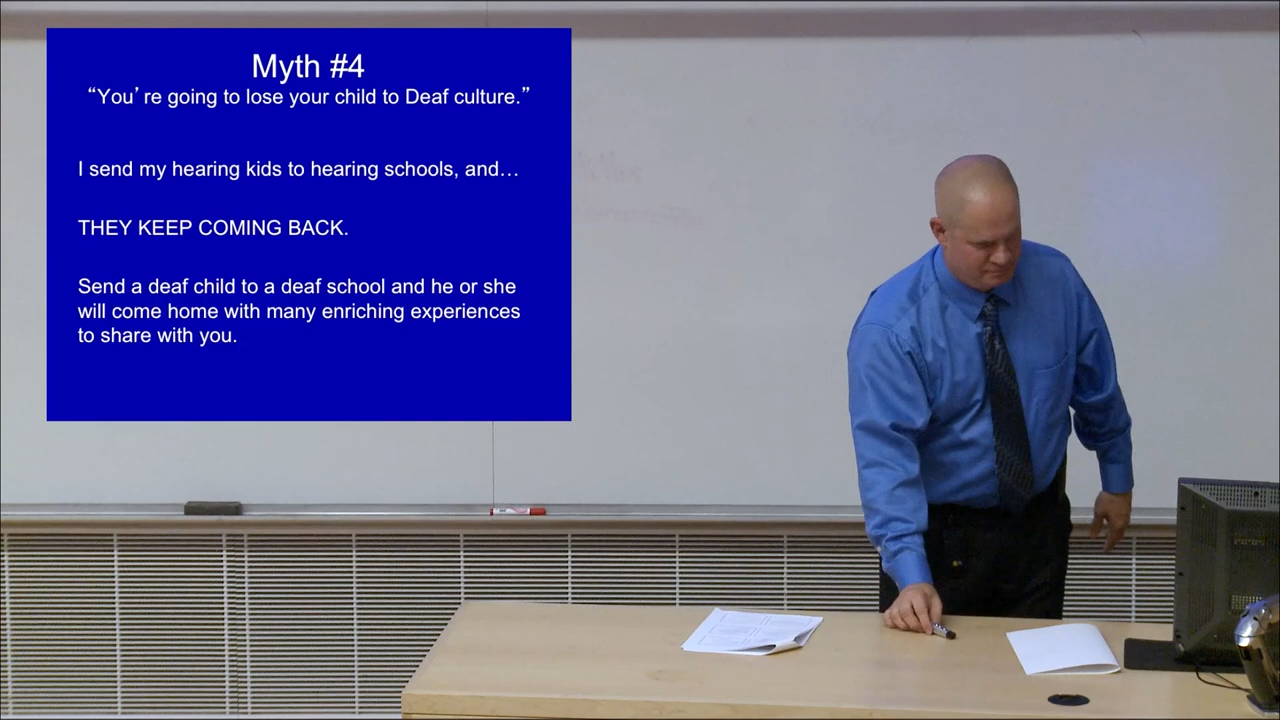 Myth #4
“You’re going to lose your child to Deaf culture.”
I send my hearing kids to hearing schools, and…
THEY KEEP COMING BACK.
Send a deaf child to a deaf school and he or she
will come home with many enriching experiences
to share with you.